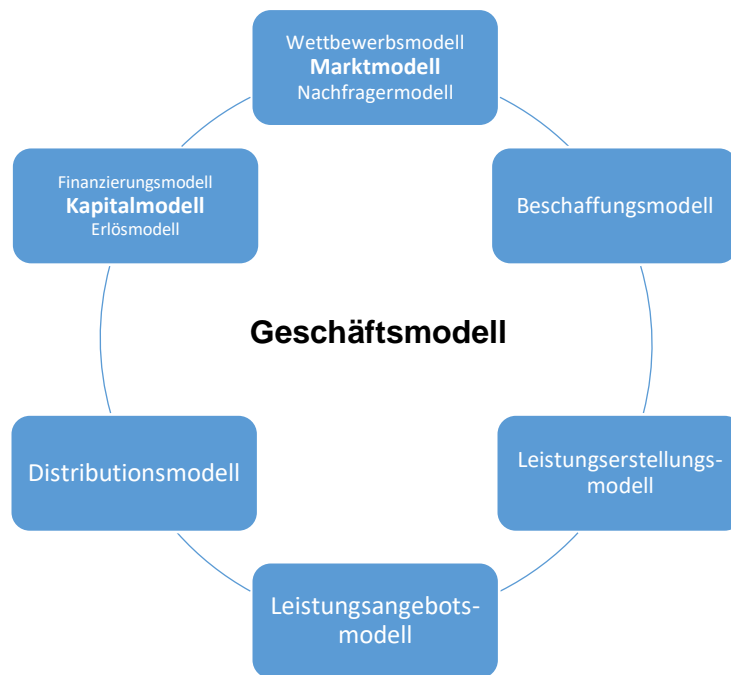 Wettbewerbsmodell
Marktmodell
Nachfragermodell
Finanzierungsmodell
Kapitalmodell
Erlösmodell
Beschaffungsmodell
Geschäftsmodell
Distributionsmodell
Leistungserstellungs-
modell
Leistungsangebots-
modell